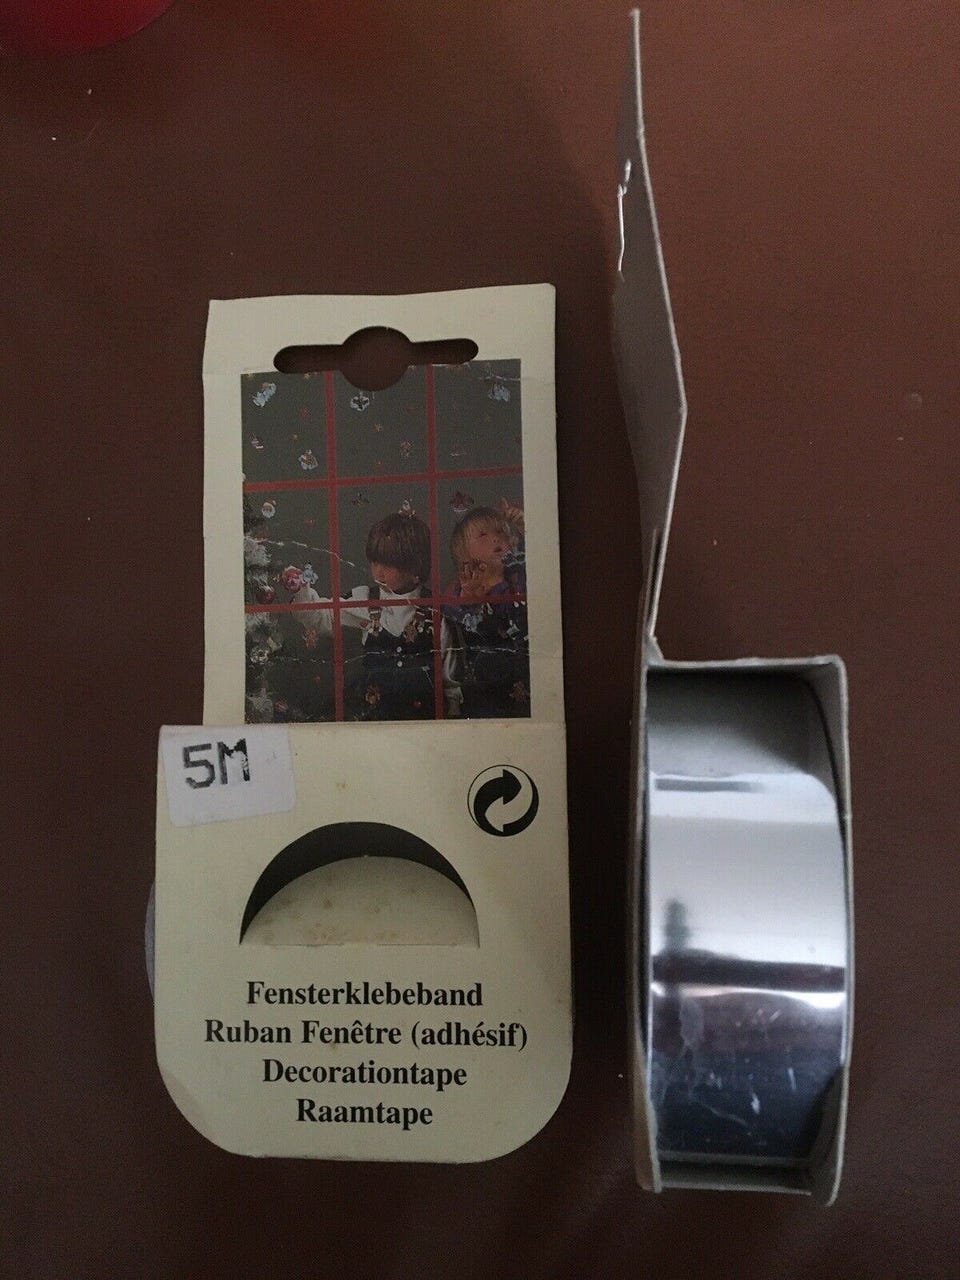 5M
Fensterklebeband
Ruban Fenêtre (adhésif)
Decorationtape
Raamtape